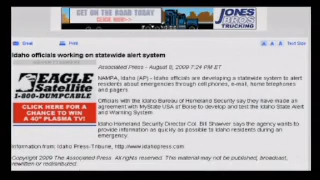 GET ON THE ROAD TODAY
JONES
BROS
TRUCKING
Email
Print
A A Text Size
Idaho officials working on statewide alert system
Associated Press - August 9, 2009 7:24 PM ET
EAGLE
Satellite
1-800-DUMPCABLE
CLICK HERE FOR A
CHANCE TO WIN
A 40" PLASMA TV!
NAMPA, Idaho (AP) - Idaho officials are developing a statewide system to alert
residents about emergencies through cell phones, e-mail, home telephones
and pagers.
Officials with the Idaho Bureau of Homeland Security say they have made an
agreement with MyState USA of Boise to develop and test the Idaho State Alert
and Warning System
Idaho Homeland Security Director Col. Bill Shawver says the agency wants to
provide information as quickly as possible to Idaho residents during an
emergency.
Information from: Idaho Press-Tribune, http://www.idahopress.com
Copyright 2009 The Associated Press. All rights reserved. This material may not be published, broadcast,
rewritten or redistributed.